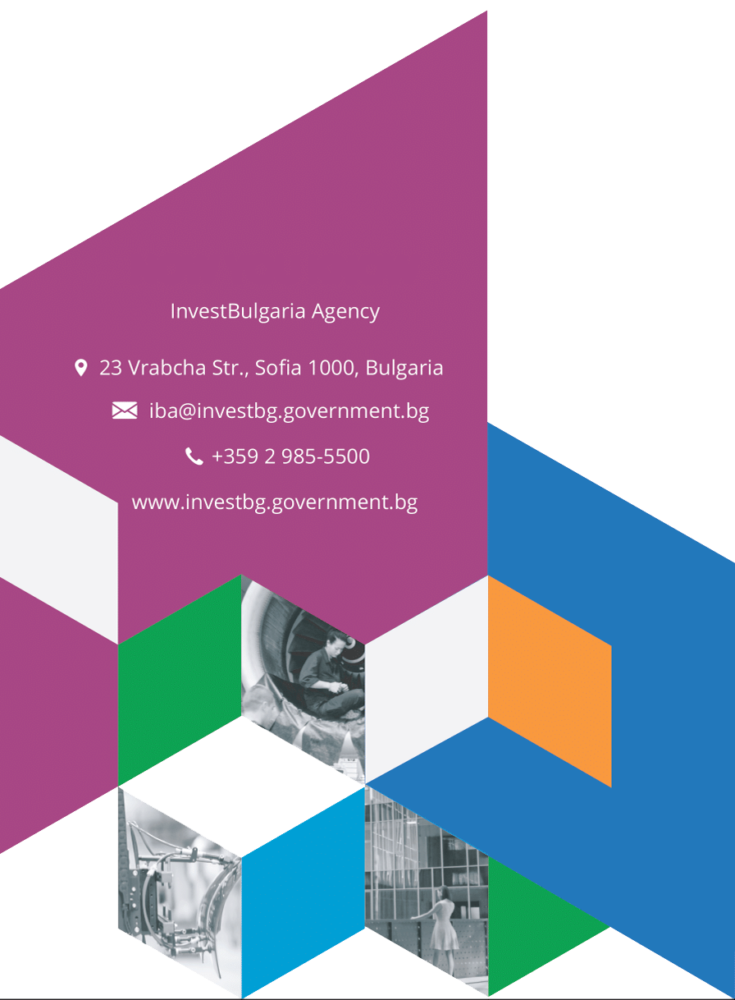 InvestBulgaria Agency
23 Vrabcha Str., Sofia 1000, Bulgaria
iba@investbg.government.bg
+359 2 985-5500
www.investbg.government.bg